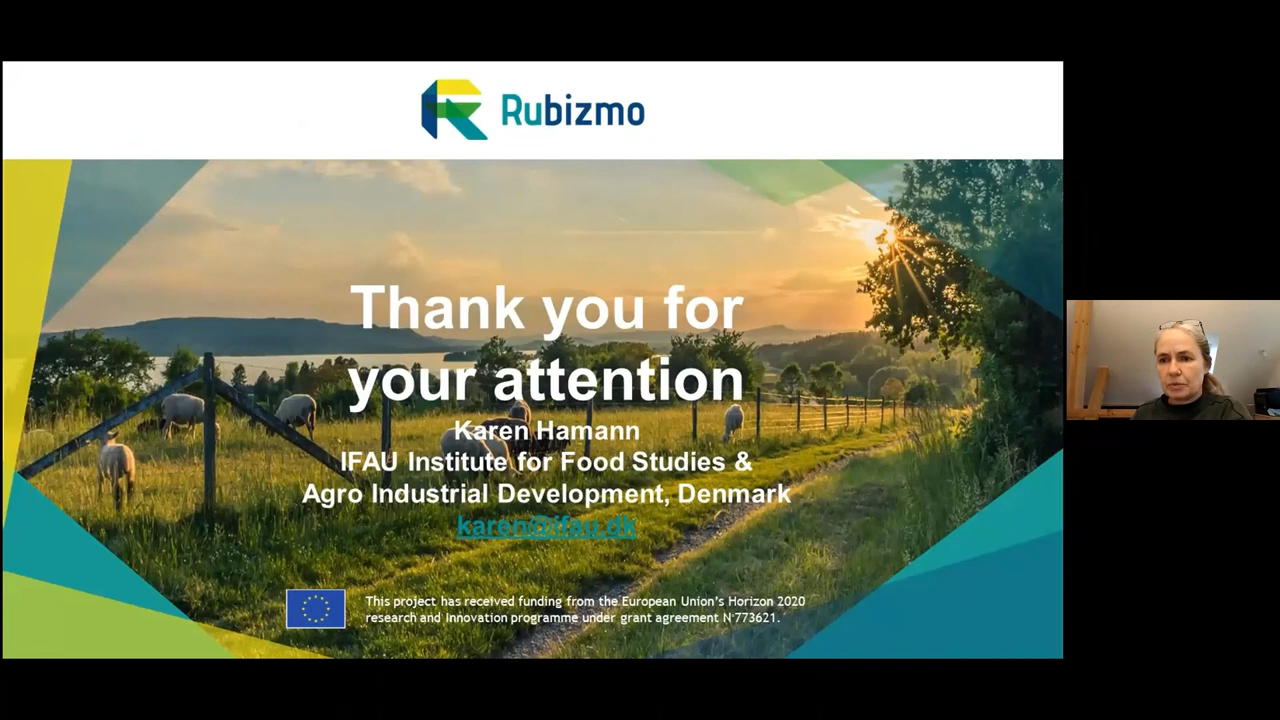 Rubizmo
Thank you for
your attention
Karen Hamann
IFAU Institute for Food Studies &
Agro Industrial Development, Denmark
karen@ifau.dk
This project has received funding from the European Union's Horizon 2020
research and Innovation programme under grant agreement N°773621.